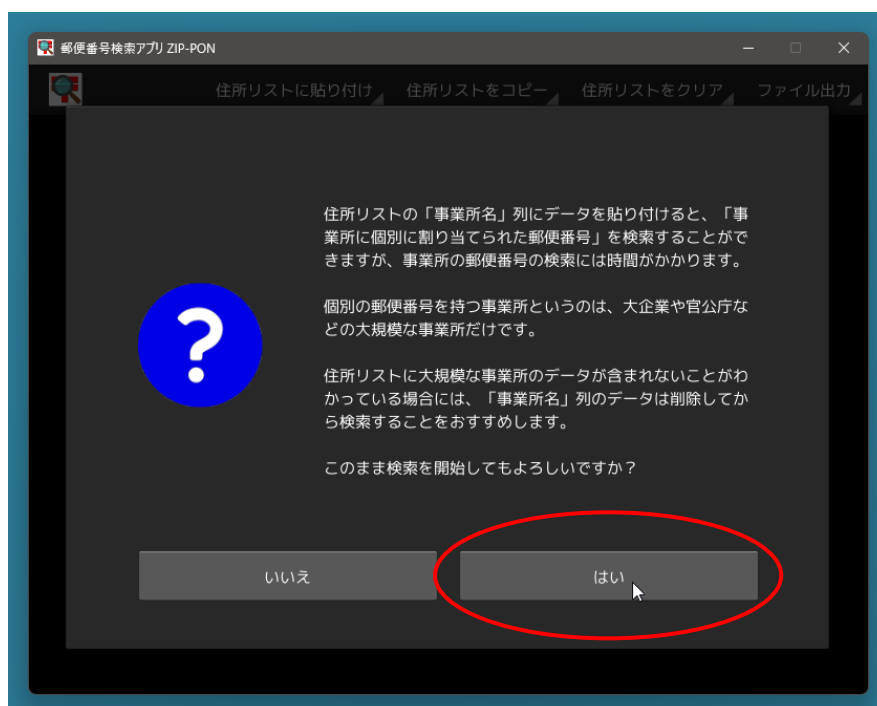 郵便番号検索アプリ ZIP-PON
住所リストに貼り付け 住所リストをコピー 住所リストをクリア ファイル出力
住所リストの「事業所名」列にデータを貼り付けると、「事
業所に個別に割り当てられた郵便番号」を検索することがで
きますが、事業所の郵便番号の検索には時間がかかります。
個別の郵便番号を持つ事業所というのは、大企業や官公庁な
どの大規模な事業所だけです。
住所リストに大規模な事業所のデータが含まれないことがわ
かっている場合には、「事業所名」列のデータは削除してか
ら検索することをおすすめします。
このまま検索を開始してもよろしいですか？
?
いいえ はい